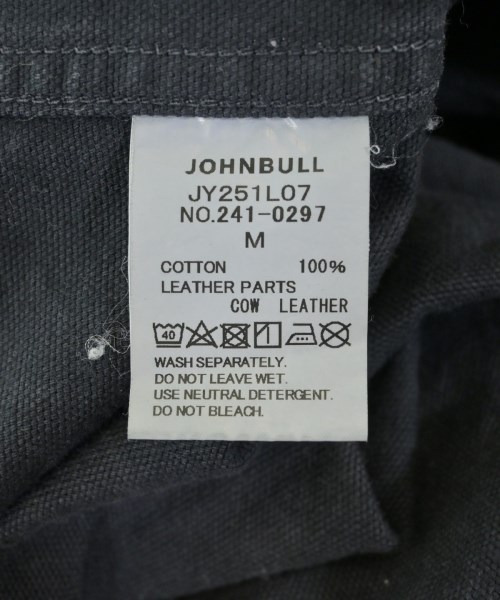 JOHNBULL
JY251L07
NO.241-0297
M
COTTON 100%
LEATHER PARTS
COW LEATHER
40
WASH SEPARATELY.
DO NOT LEAVE WET.
USE NEUTRAL DETERGENT.
DO NOT BLEACH.